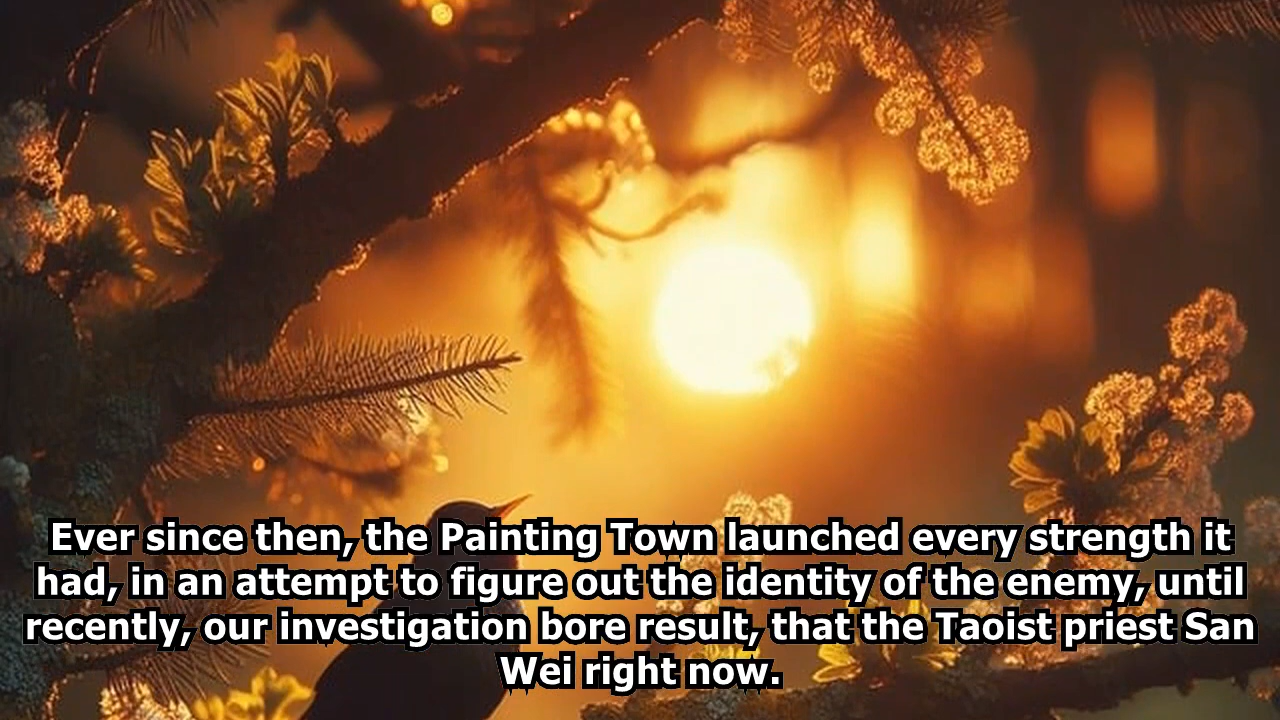 Ever since then, the Painting Town launched every strength it
had, in an attempt to figure out the identity of the enemy, until
recently, our investigation bore result, that the Taoist priest San
Wei right now.